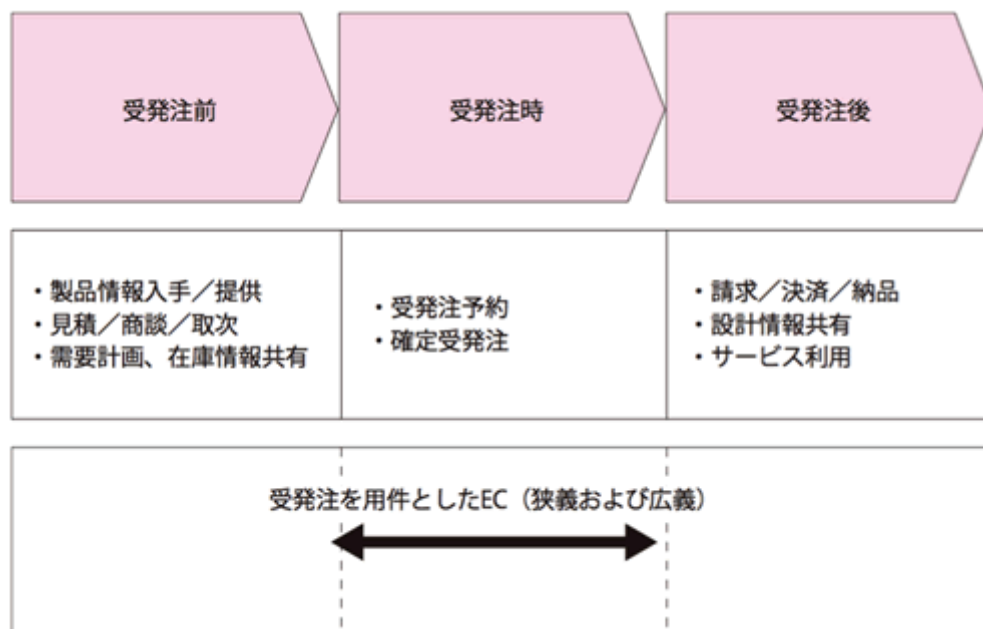 受発注前
受発注時
受発注後
・製品情報入手／提供
・見積／商談／取次
・需要計画、在庫情報共有
・受発注予約
・確定受発注
・請求／決済／納品
・設計情報共有
・サービス利用
受発注を用件としたEC（狭義および広義）